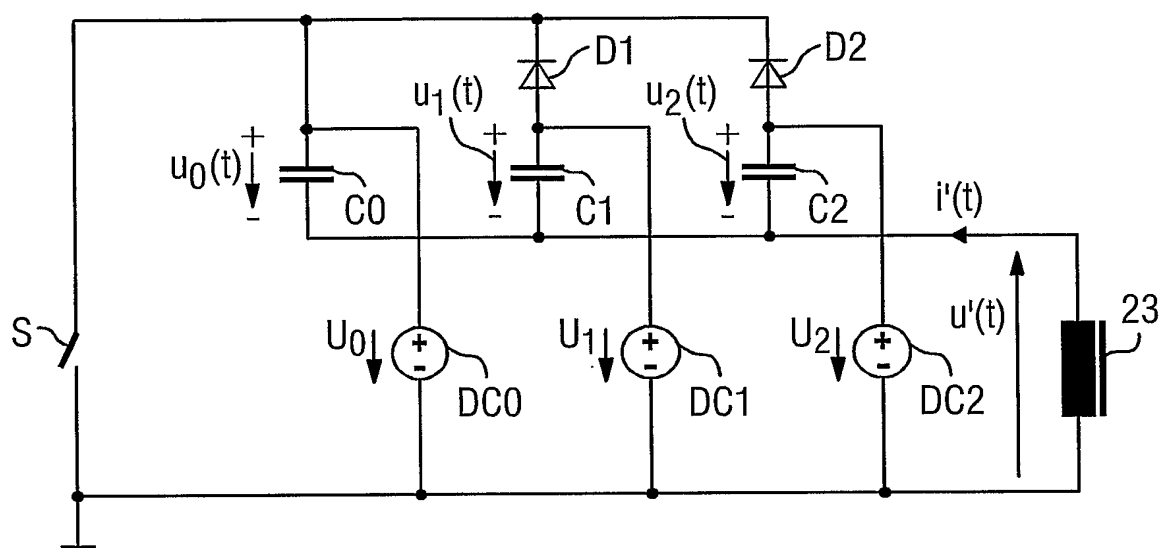 D1
D2
u₁(t)
u₂(t)
+
+
+
u₀(t)
-
-
-
C0
C1
C2
i'(t)
S
U₀
+
-
DC0
U₁
+
-
DC1
U₂
+
-
DC2
u'(t)
23